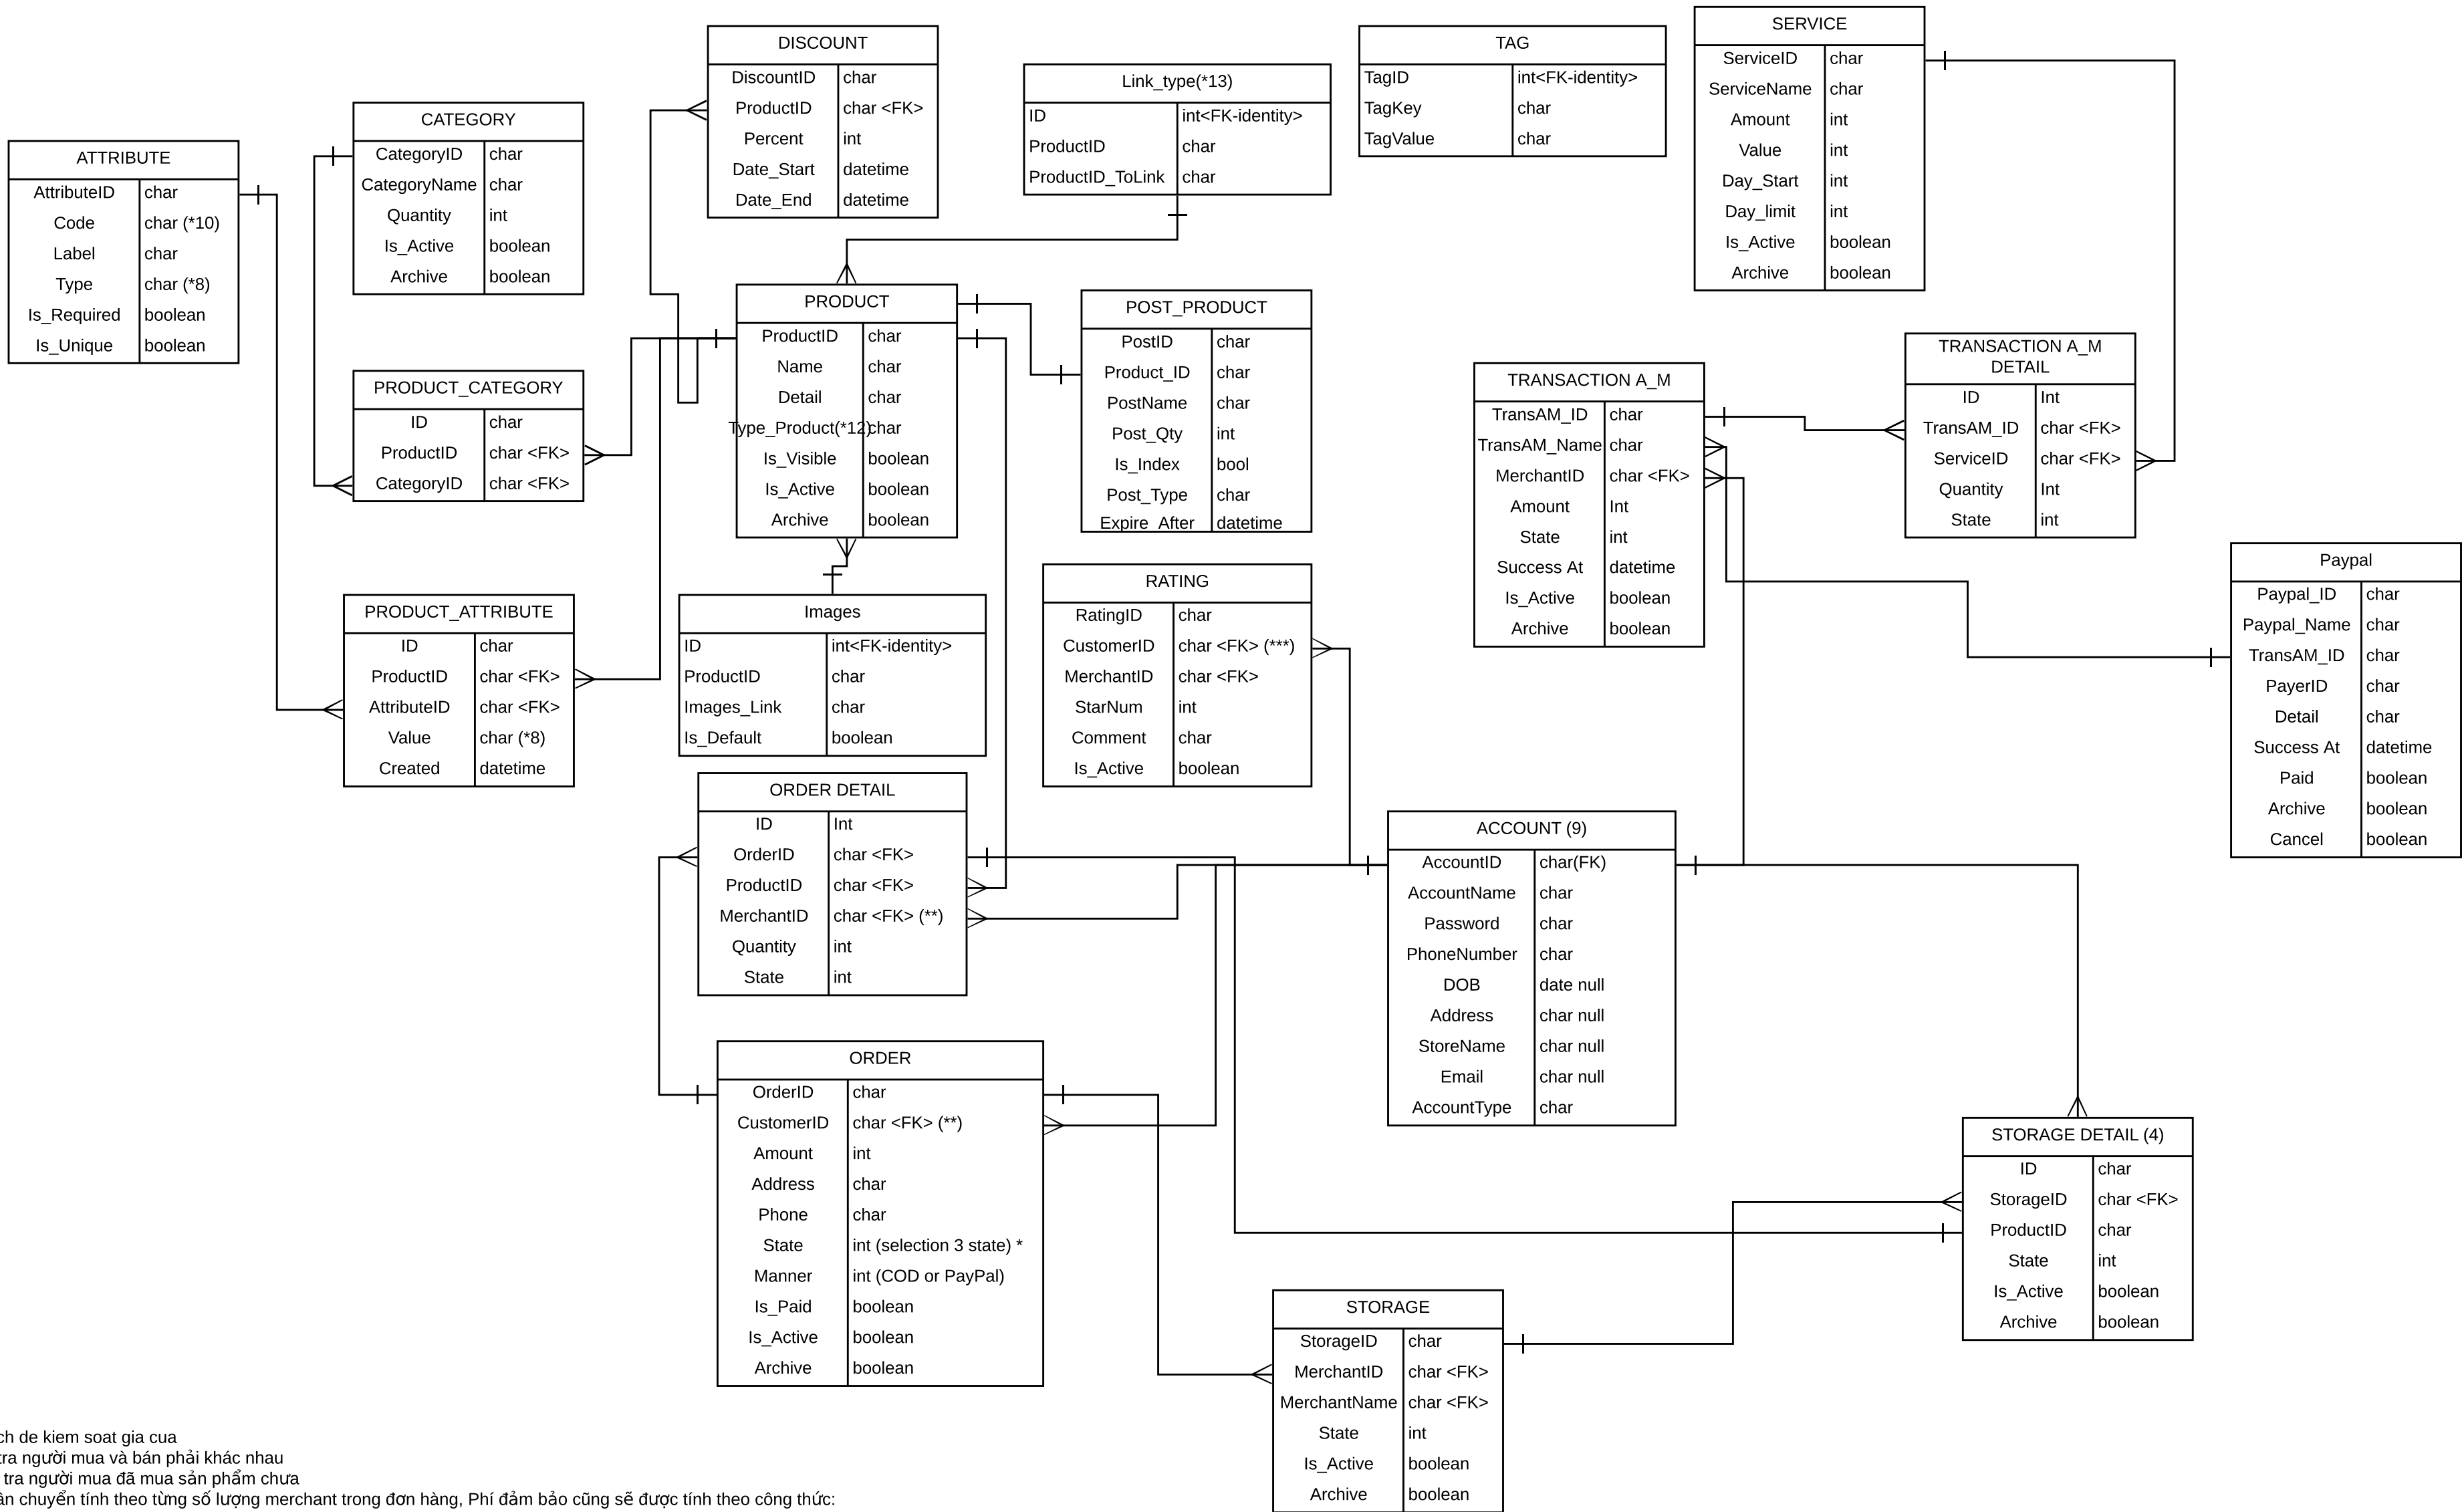 DISCOUNT
DiscountID char
ProductID char <FK>
Percent int
Date_Start datetime
Date_End datetime
Link_type(*13)
ID int<FK-identity>
ProductID char
ProductID_ToLink char
TAG
TagID int<FK-identity>
TagKey char
TagValue char
SERVICE
ServiceID char
ServiceName char
Amount int
Value int
Day_Start int
Day_limit int
Is_Active boolean
Archive boolean
CATEGORY
CategoryID char
CategoryName char
Quantity int
Is_Active boolean
Archive boolean
ATTRIBUTE
AttributeID char
Code char (*10)
Label char
Type char (*8)
Is_Required boolean
Is_Unique boolean
PRODUCT
ProductID char
Name char
Detail char
Type_Product(*12) char
Is_Visible boolean
Is_Active boolean
Archive boolean
POST_PRODUCT
PostID char
Product_ID char
PostName char
Post_Qty int
Is_Index bool
Post_Type char
Expire_After datetime
PRODUCT_CATEGORY
ID char
ProductID char <FK>
CategoryID char <FK>
TRANSACTION A_M
TransAM_ID char
TransAM_Name char
MerchantID char <FK>
Amount Int
State int
Success At datetime
Is_Active boolean
Archive boolean
TRANSACTION A_M
DETAIL
ID Int
TransAM_ID char <FK>
ServiceID char <FK>
Quantity Int
State int
Paypal
Paypal_ID char
Paypal_Name char
TransAM_ID char
PayerID char
Detail char
Success At datetime
Paid boolean
Archive boolean
Cancel boolean
PRODUCT_ATTRIBUTE
ID char
ProductID char <FK>
AttributeID char <FK>
Value char (*8)
Created datetime
Images
ID int<FK-identity>
ProductID char
Images_Link char
Is_Default boolean
RATING
RatingID char
CustomerID char <FK> (***)
MerchantID char <FK>
StarNum int
Comment char
Is_Active boolean
ORDER DETAIL
ID Int
OrderID char <FK>
ProductID char <FK>
MerchantID char <FK> (**)
Quantity int
State int
ACCOUNT (9)
AccountID char(FK)
AccountName char
Password char
PhoneNumber char
DOB date null
Address char null
StoreName char null
Email char null
AccountType char
ORDER
OrderID char
CustomerID char <FK> (**)
Amount int
Address char
Phone char
State int (selection 3 state) *
Manner int (COD or PayPal)
Is_Paid boolean
Is_Active boolean
Archive boolean
STORAGE DETAIL (4)
ID char
StorageID char <FK>
ProductID char
State int
Is_Active boolean
Archive boolean
STORAGE
StorageID char
MerchantID char <FK>
MerchantName char <FK>
State int
Is_Active boolean
Archive boolean
ch de kiem soat gia cua
tra người mua và bán phải khác nhau
tra người mua đã mua sản phẩm chưa
ận chuyển tính theo từng số lượng merchant trong đơn hàng, Phí đảm bảo cũng sẽ được tính theo công thức: